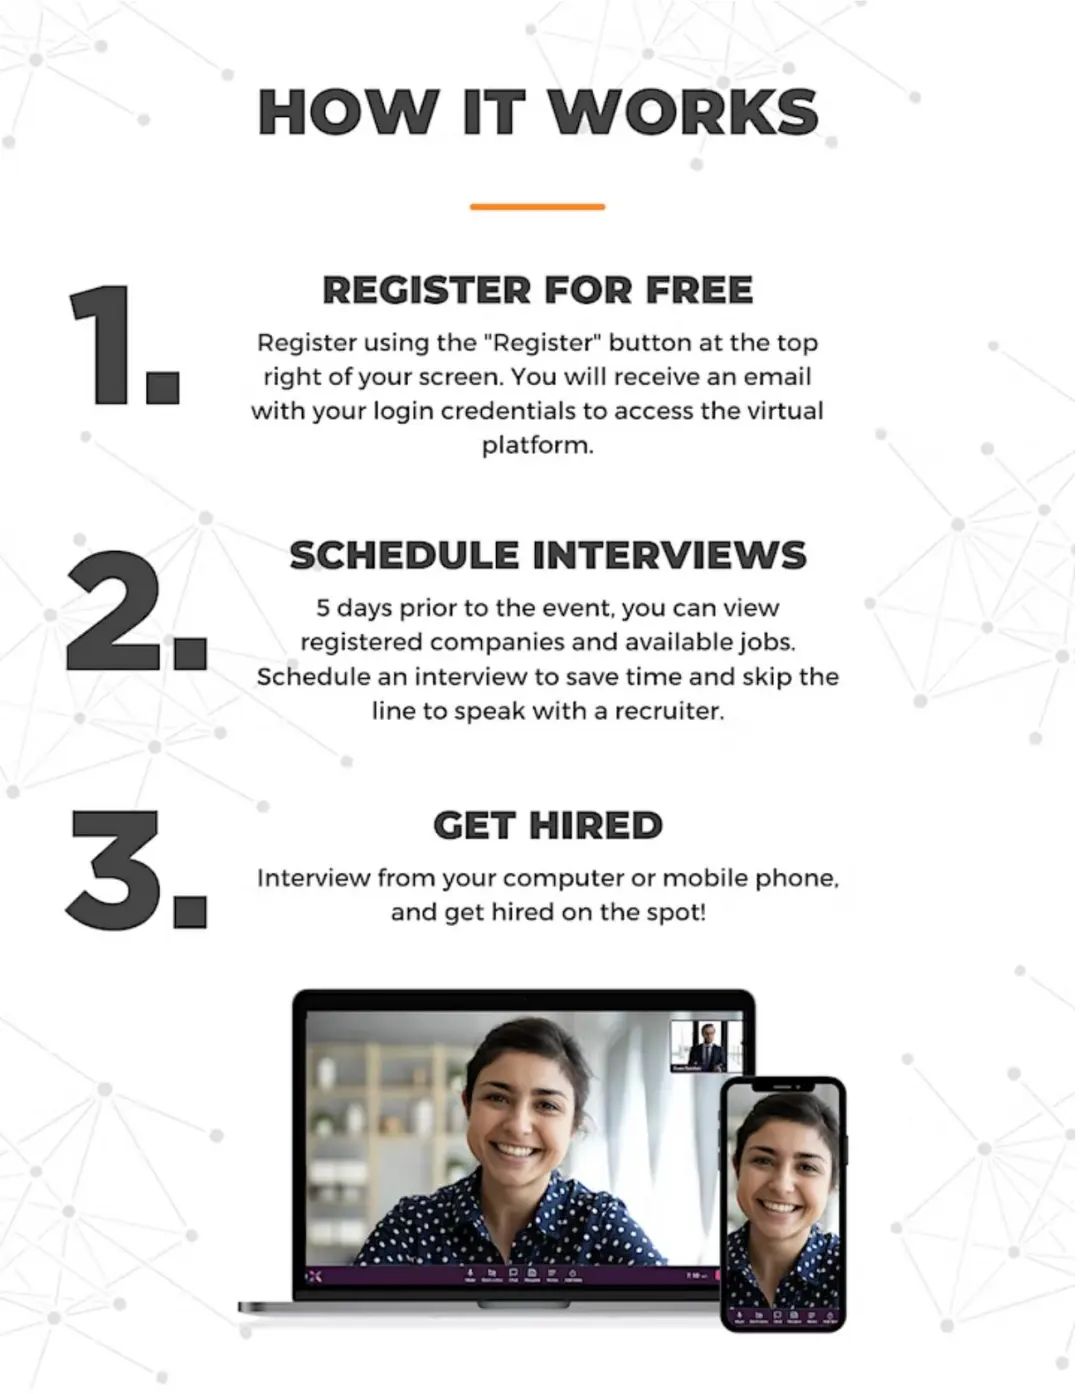 HOW IT WORKS
1.
REGISTER FOR FREE
Register using the "Register" button at the top
right of your screen. You will receive an email
with your login credentials to access the virtual
platform.
2.
SCHEDULE INTERVIEWS
5 days prior to the event, you can view
registered companies and available jobs.
Schedule an interview to save time and skip the
line to speak with a recruiter.
3.
GET HIRED
Interview from your computer or mobile phone,
and get hired on the spot!